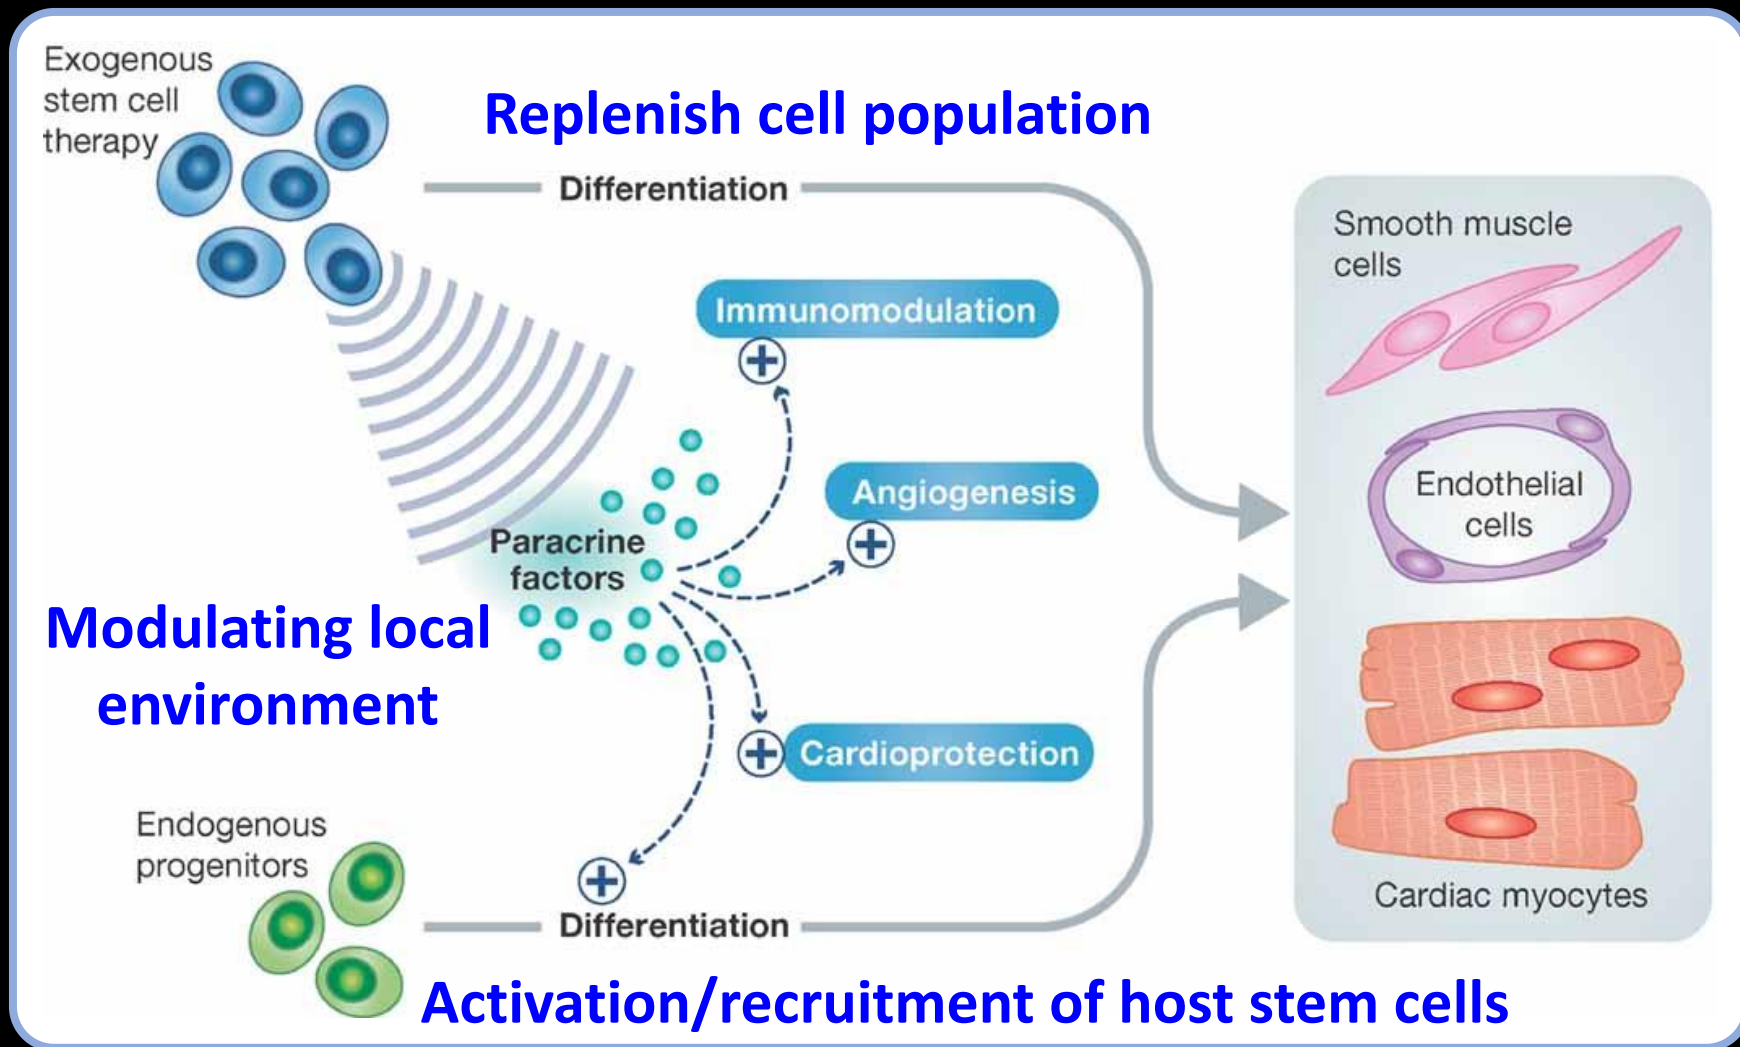 Exogenous
stem cell
therapy
Replenish cell population
Differentiation
Smooth muscle
cells
Immunomodulation
Angiogenesis
Endothelial
cells
Paracrine
factors
Modulating local
environment
Cardioprotection
Endogenous
progenitors
Cardiac myocytes
Differentiation
Activation/recruitment of host stem cells